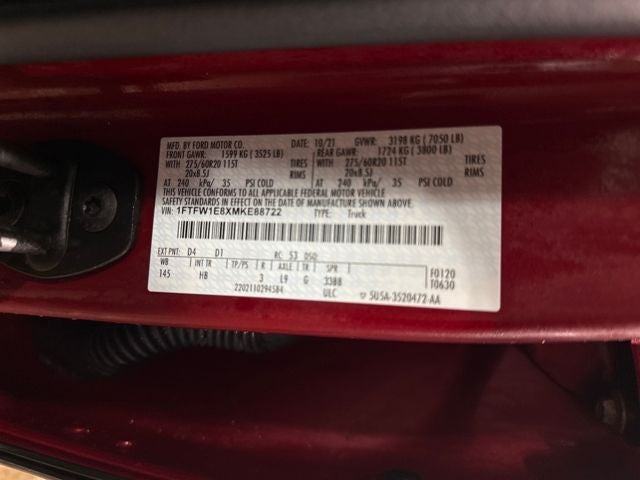 MFD. BY FORD MOTOR CO. DATE: 10/21 GVWR: 3198 KG ( 7050 LB)
FRONT GAWR: 1599 KG ( 3525 LB) REAR GAWR: 1724 KG ( 3800 LB)
WITH 275/60R20 115T TIRES WITH 275/60R20 115T TIRES
20x8.5J RIMS 20x8.5J RIMS
AT 240 kPa/ 35 PSI COLD AT 240 kPa/ 35 PSI COLD
THIS VEHICLE CONFORMS TO ALL APPLICABLE FEDERAL MOTOR VEHICLE
SAFETY STANDARDS IN EFFECT ON THE DATE OF MANUFACTURE SHOWN ABOVE.
VIN: 1FTFW1E8XMKE88722 TYPE: Truck
EXT PNT: D4 D1 RC: 53 DSO:
WB INT TR TP/PS R AXLE TR SPR F0120
145 HB 3 L9 G 3388 T0630
2202110294584 ULC 5U5A-3520472-AA